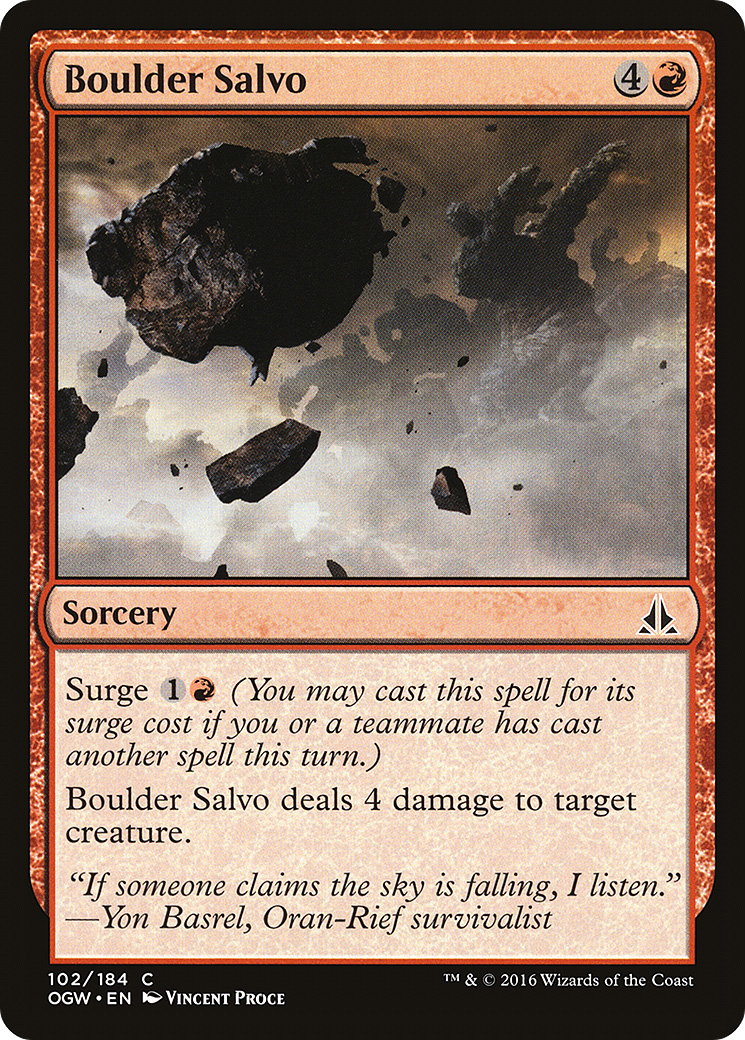 Boulder Salvo 4
Sorcery
Surge 1 (You may cast this spell for its
surge cost if you or a teammate has cast
another spell this turn.)
Boulder Salvo deals 4 damage to target
creature.
“If someone claims the sky is falling, I listen.”
—Yon Basrel, Oran-Rief survivalist
102/184 C
OGW • EN Vincent Proce
™ & © 2016 Wizards of the Coast